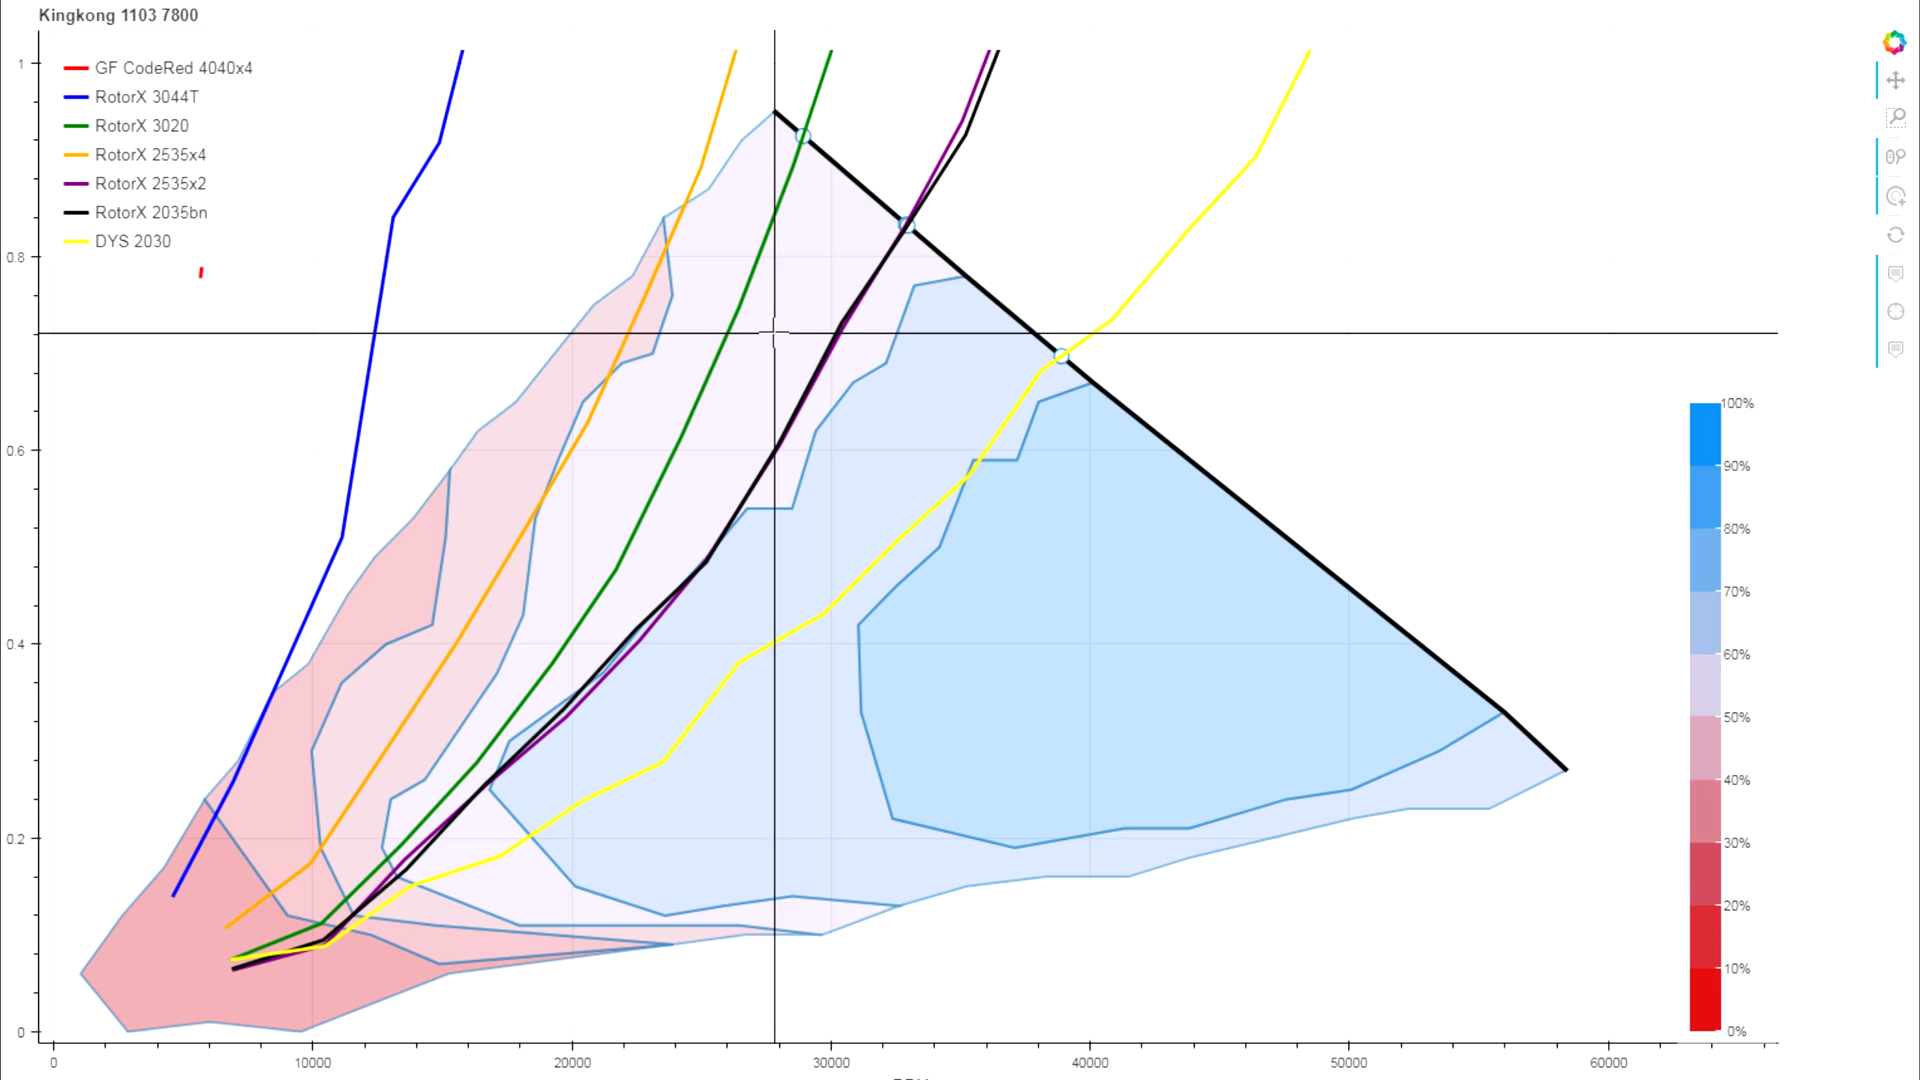 Kingkong 1103 7800
1
GF CodeRed 4040x4
RotorX 3044T
RotorX 3020
RotorX 2535x4
RotorX 2535x2
RotorX 2035bn
DYS 2030
0.8
0.6
0.4
0.2
0
100%
90%
80%
70%
60%
50%
40%
30%
20%
10%
0%
0 10000 20000 30000 40000 50000 60000